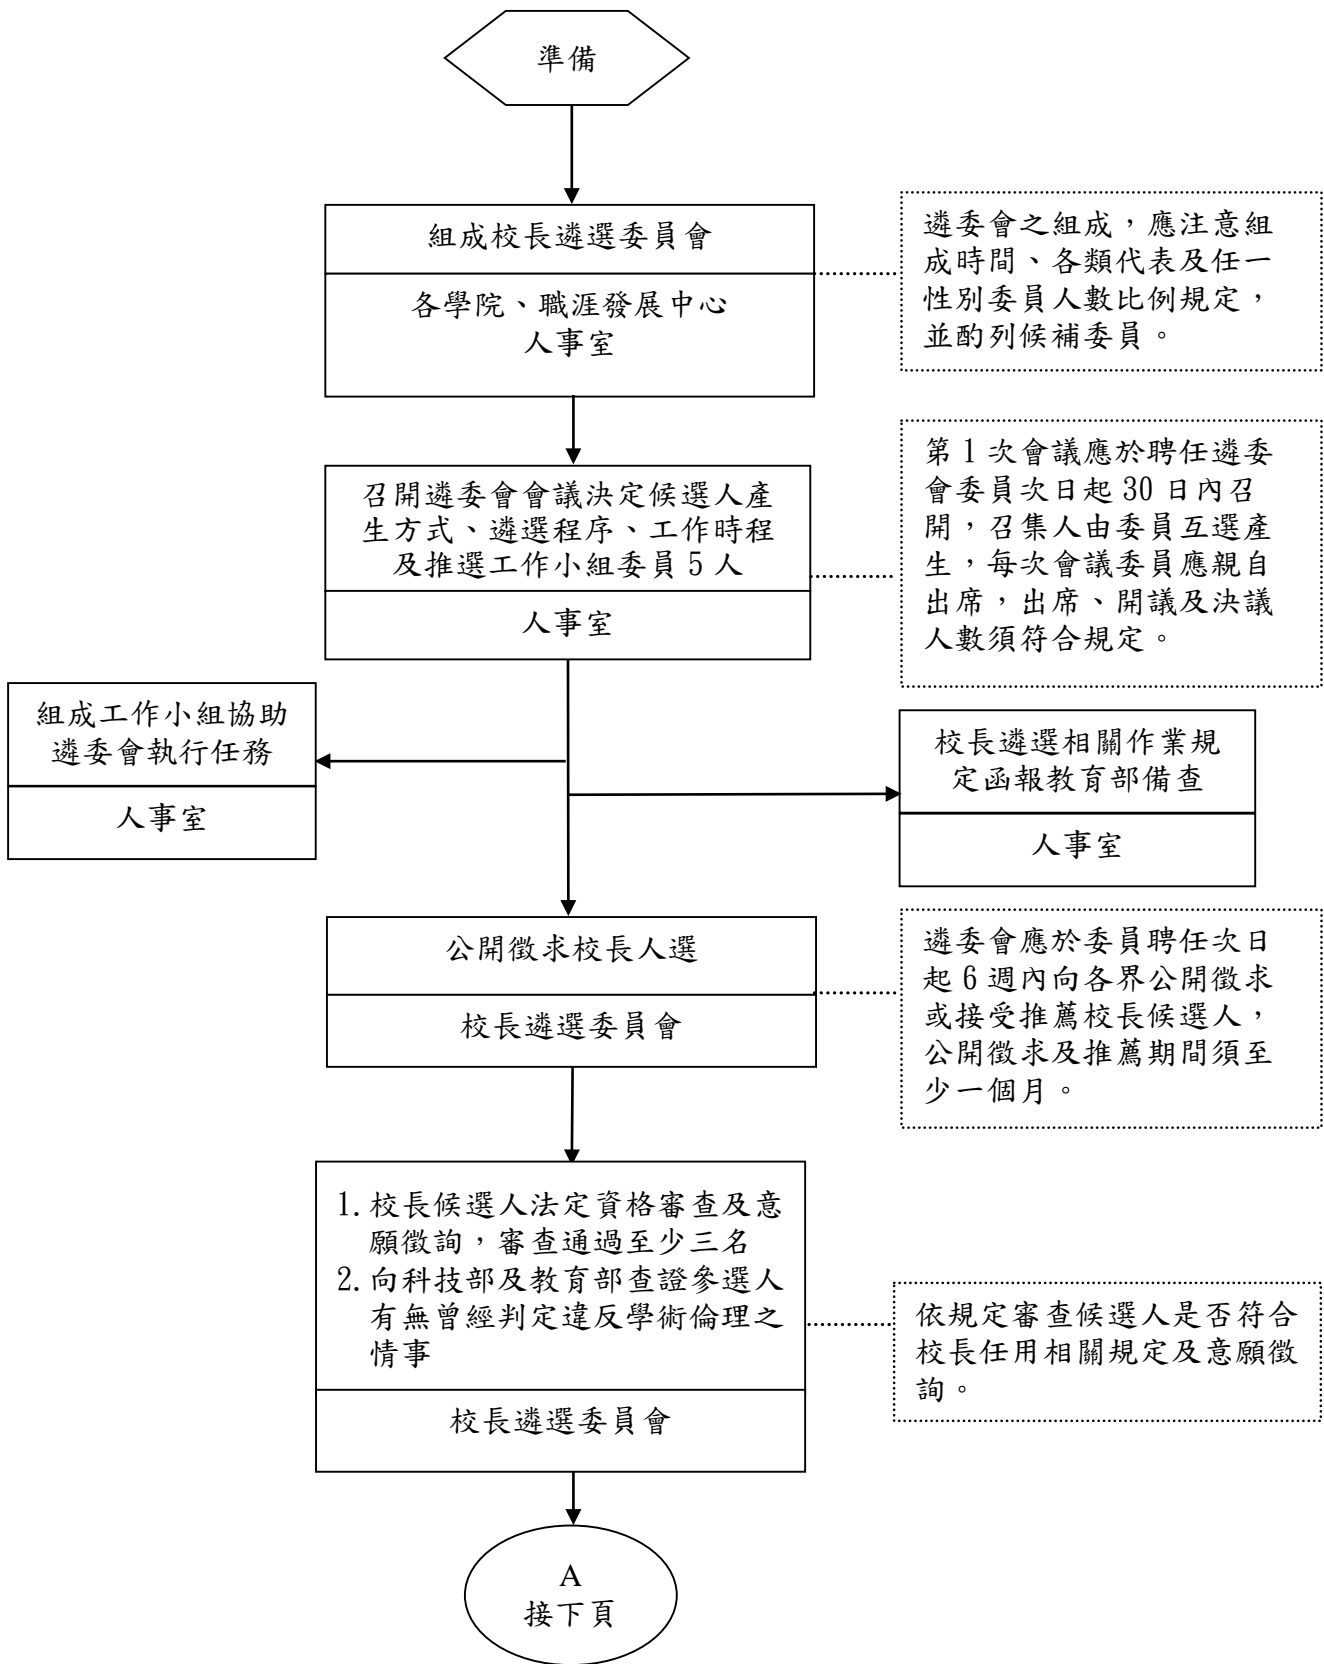 準備
組成校長遴選委員會
各學院、職涯發展中心
人事室
遴委會之組成，應注意組
成時間、各類代表及任一
性別委員人數比例規定，
並酌列候補委員。
召開遴委會會議決定候選人產
生方式、遴選程序、工作時程
及推選工作小組委員 5 人
人事室
第 1 次會議應於聘任遴委
會委員次日起 30 日內召
開，召集人由委員互選產
生，每次會議委員應親自
出席，出席、開議及決議
人數須符合規定。
組成工作小組協助
遴委會執行任務
人事室
校長遴選相關作業規
定函報教育部備查
人事室
公開徵求校長人選
校長遴選委員會
遴委會應於委員聘任次日
起 6 週內向各界公開徵求
或接受推薦校長候選人，
公開徵求及推薦期間須至
少一個月。
1. 校長候選人法定資格審查及意
願徵詢，審查通過至少三名
2. 向科技部及教育部查證參選人
有無曾經判定違反學術倫理之
情事
校長遴選委員會
依規定審查候選人是否符合
校長任用相關規定及意願徵
詢。
A
接下頁